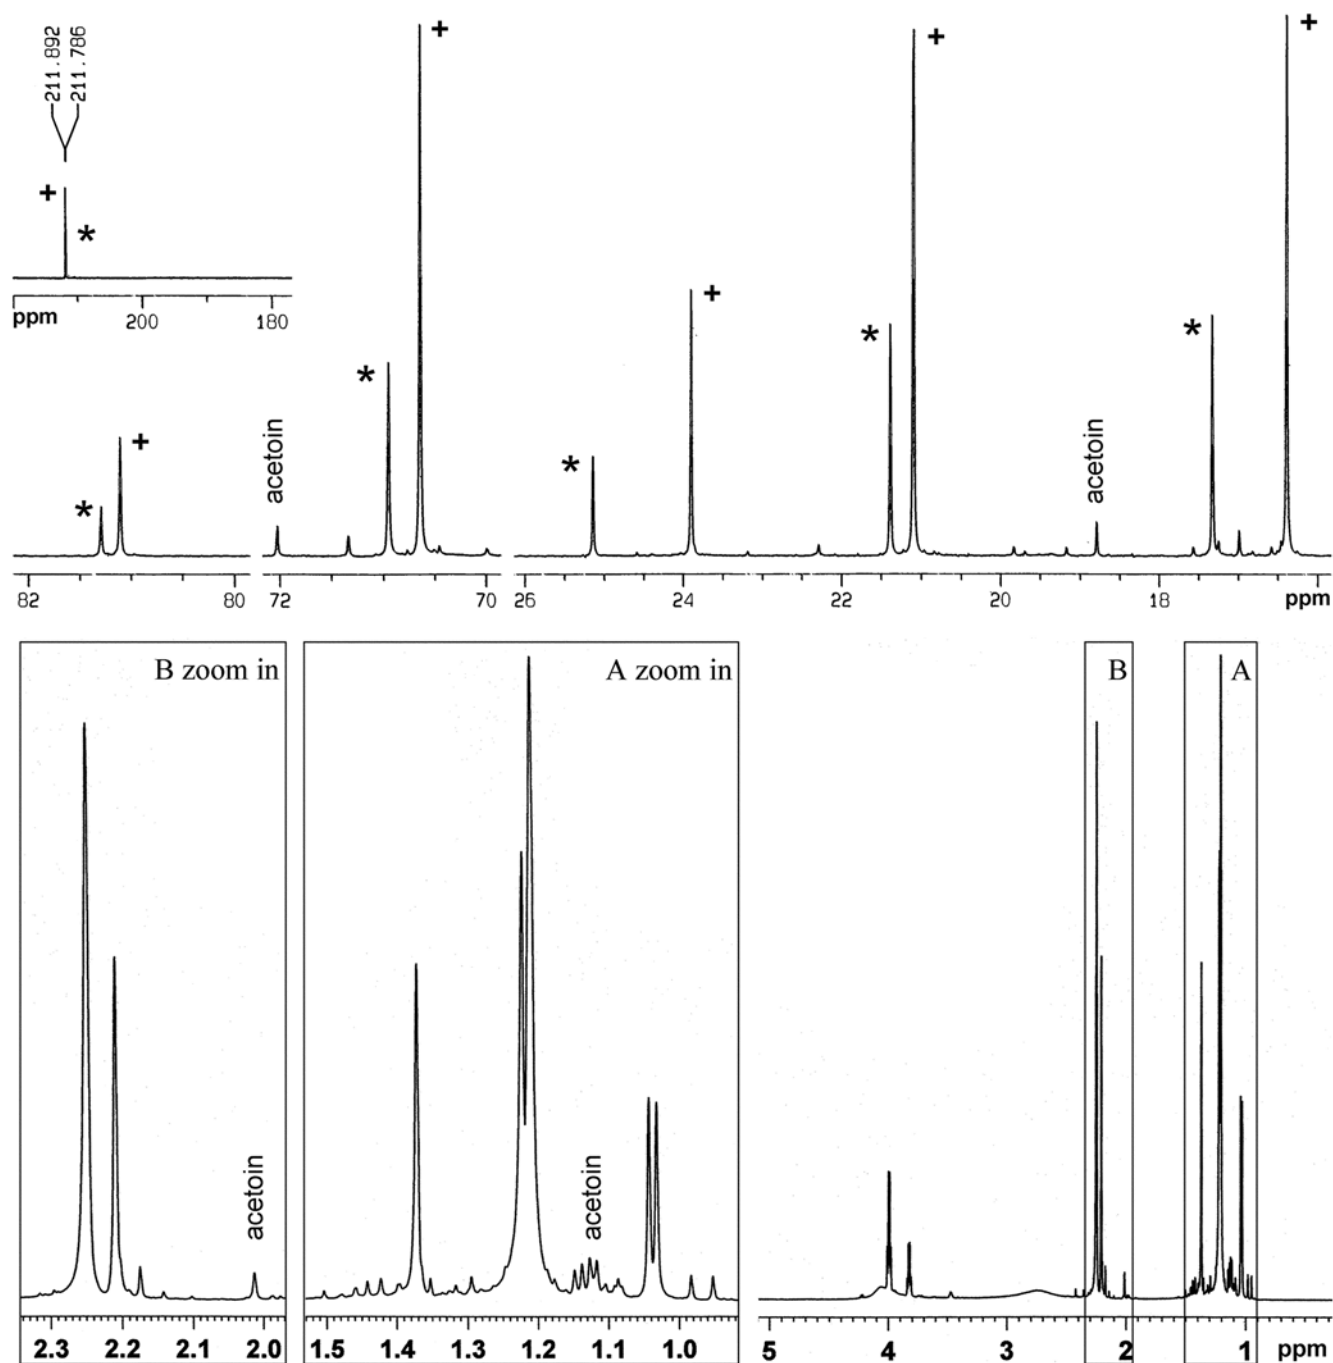 211.892
211.786
+
*
ppm 200 180
+
*
+
*
acetoin
*
+
+
*
+
*
acetoin
*
+
82 80
72 70
26 24 22 20 18 ppm
B zoom in
acetoin
2.3 2.2 2.1 2.0
A zoom in
acetoin
1.5 1.4 1.3 1.2 1.1 1.0
B
A
5 4 3 2 1 ppm